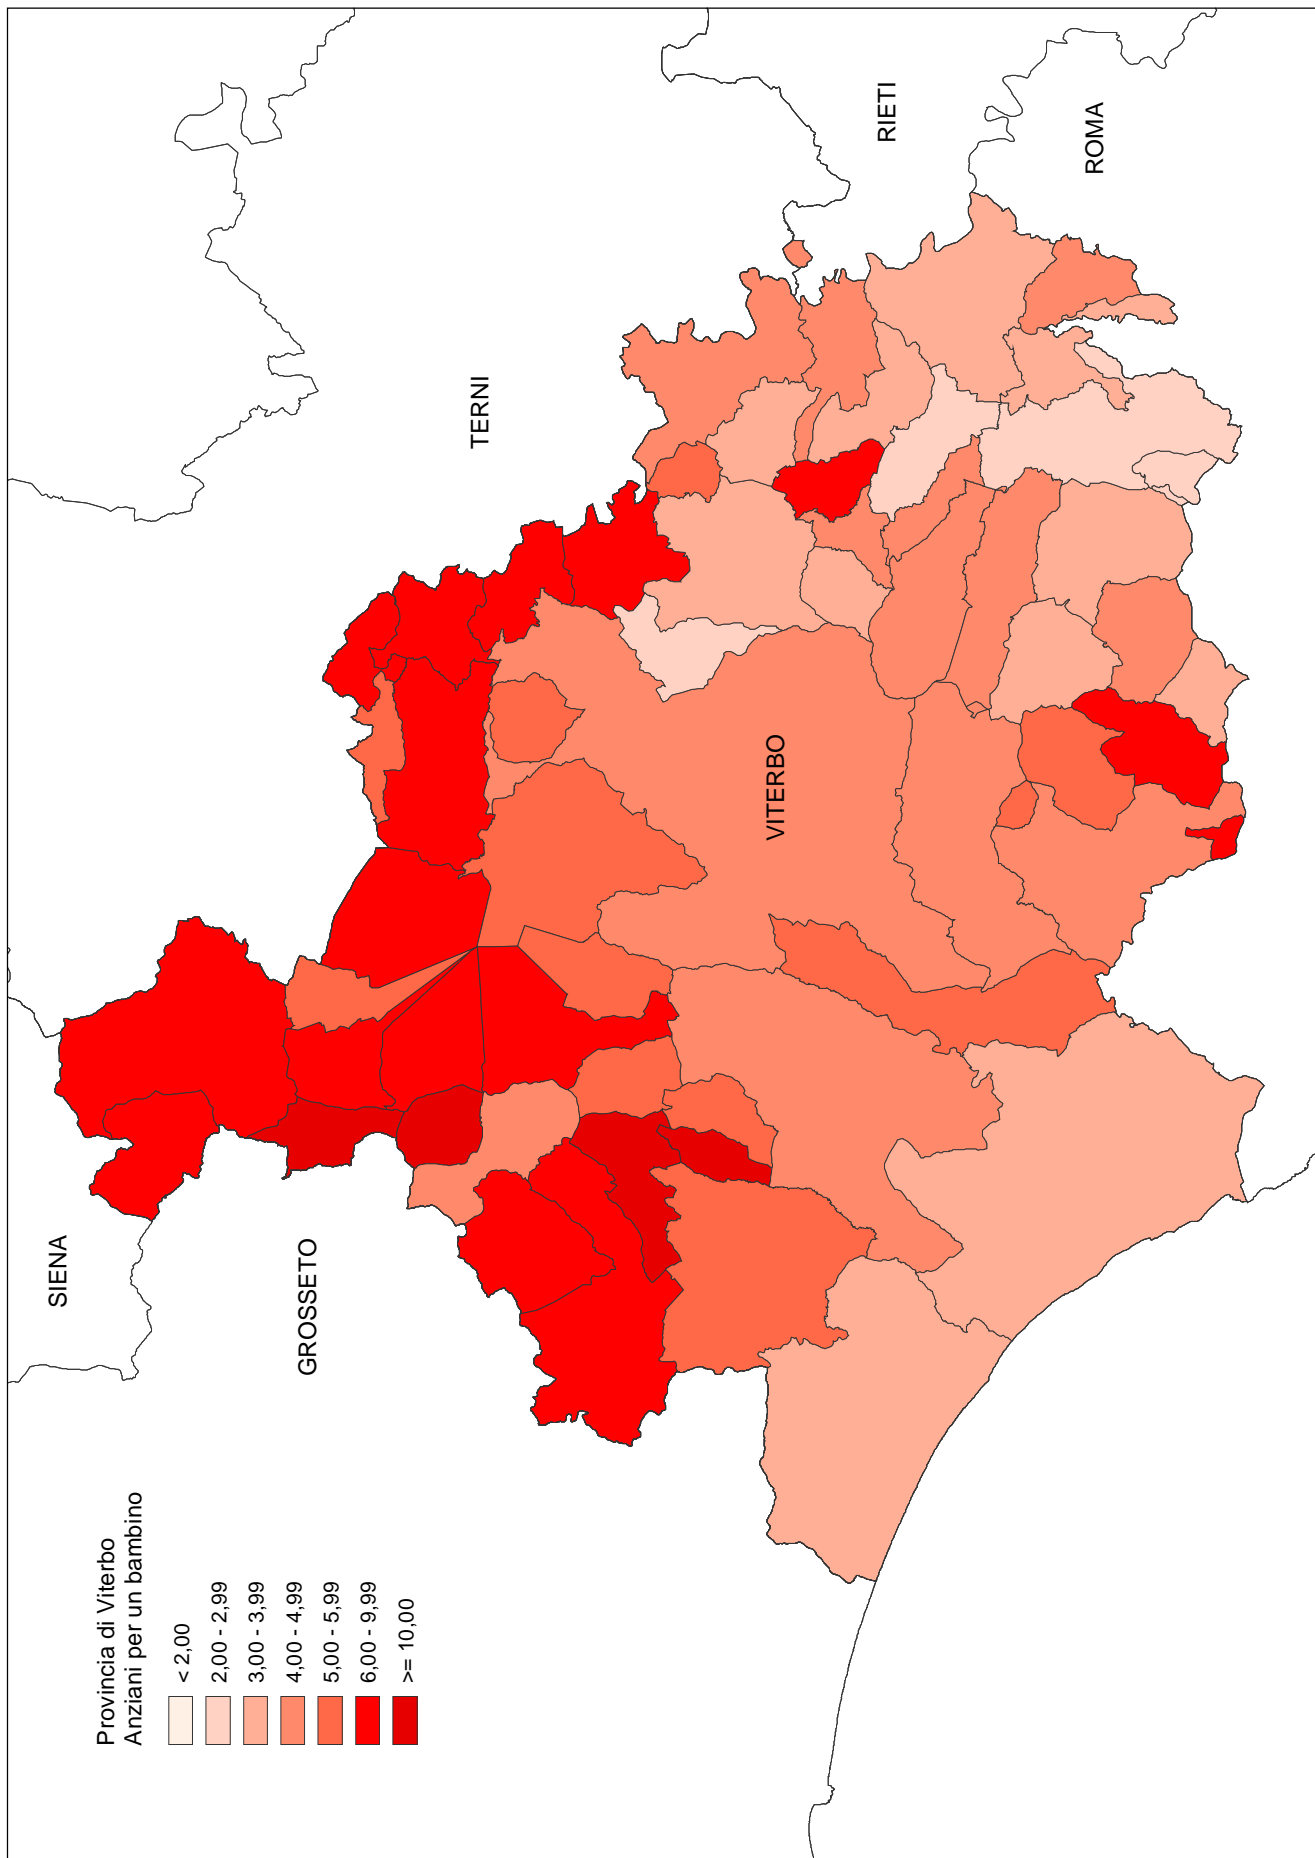 Provincia di Viterbo
Anziani per un bambino
< 2,00
2,00 - 2,99
3,00 - 3,99
4,00 - 4,99
5,00 - 5,99
6,00 - 9,99
>= 10,00
SIENA
GROSSETO
TERNI
VITERBO
RIETI
ROMA